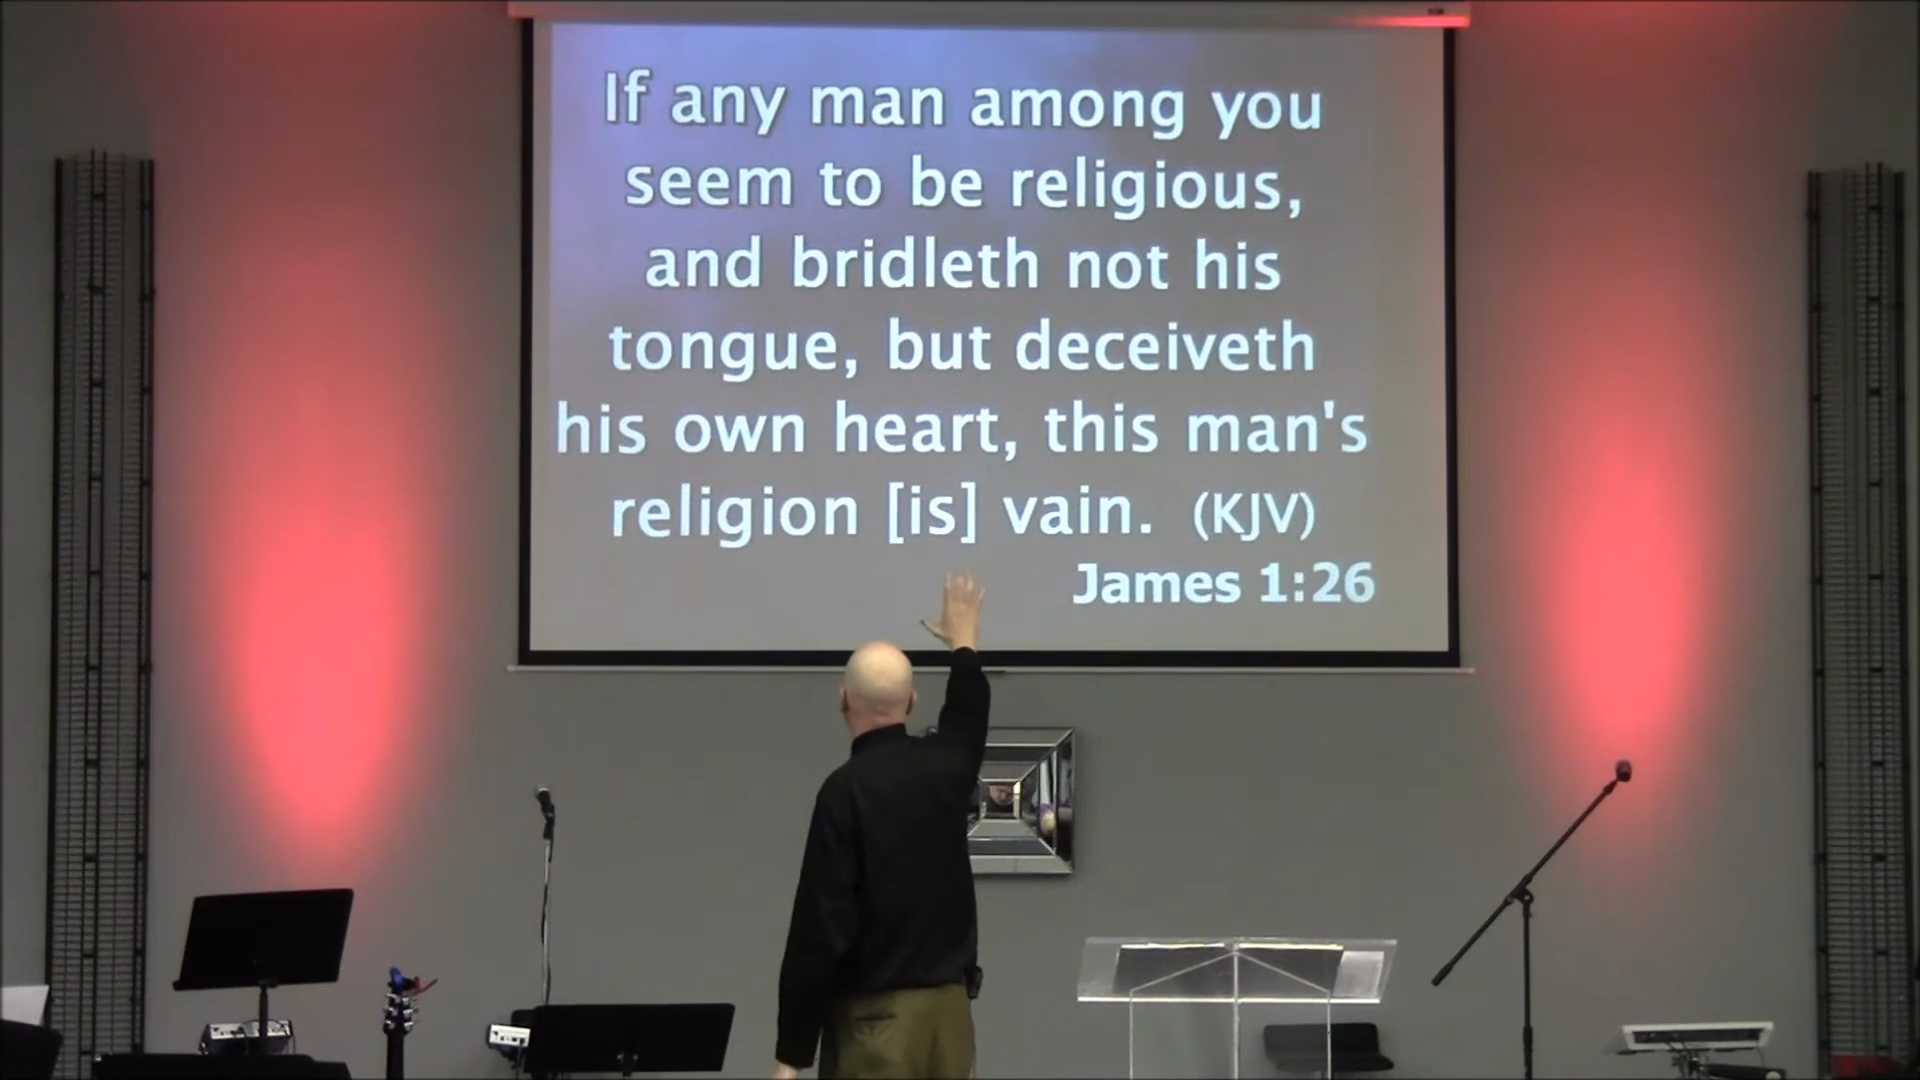 If any man among you
seem to be religious,
and bridleth not his
tongue, but deceiveth
his own heart, this man's
religion [is] vain. (KJV)
James 1:26